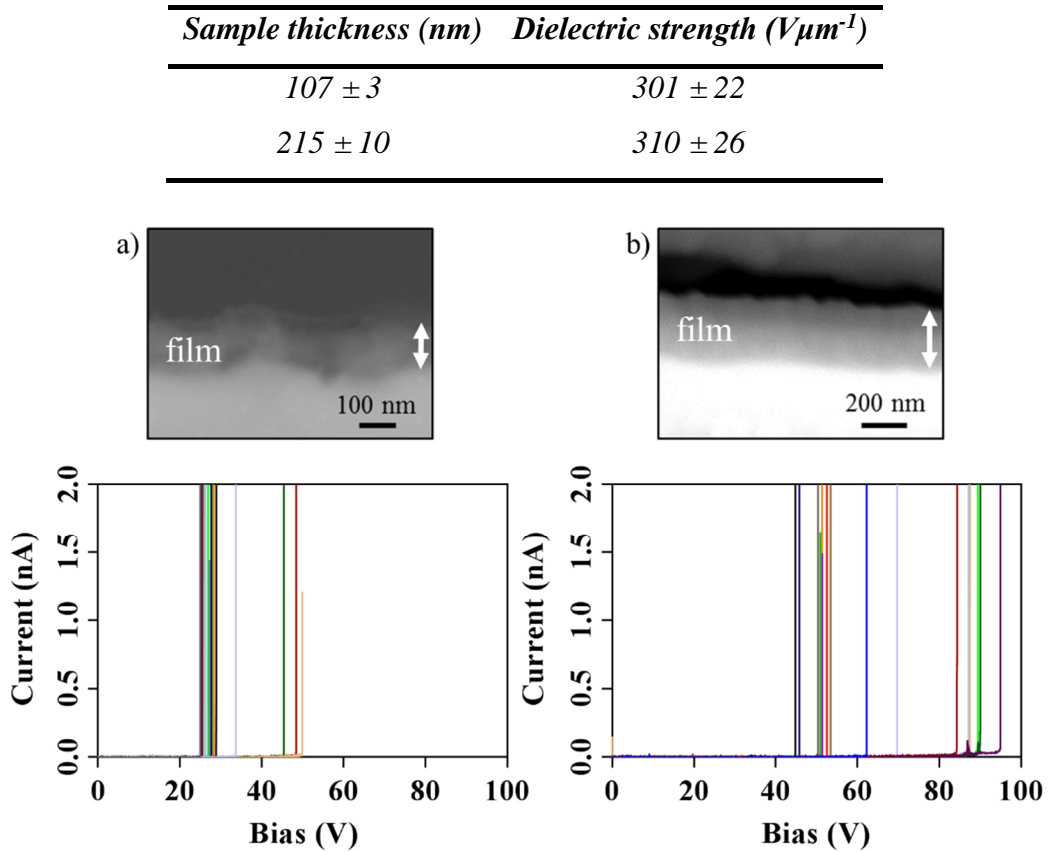 Sample thickness (nm) Dielectric strength (Vµm⁻¹)
107 ± 3 301 ± 22
215 ± 10 310 ± 26
a)
film
100 nm
b)
film
200 nm
Current (nA)
2.0
1.5
1.0
0.5
0.0
0 20 40 60 80 100
Bias (V)
Current (nA)
2.0
1.5
1.0
0.5
0.0
0 20 40 60 80 100
Bias (V)